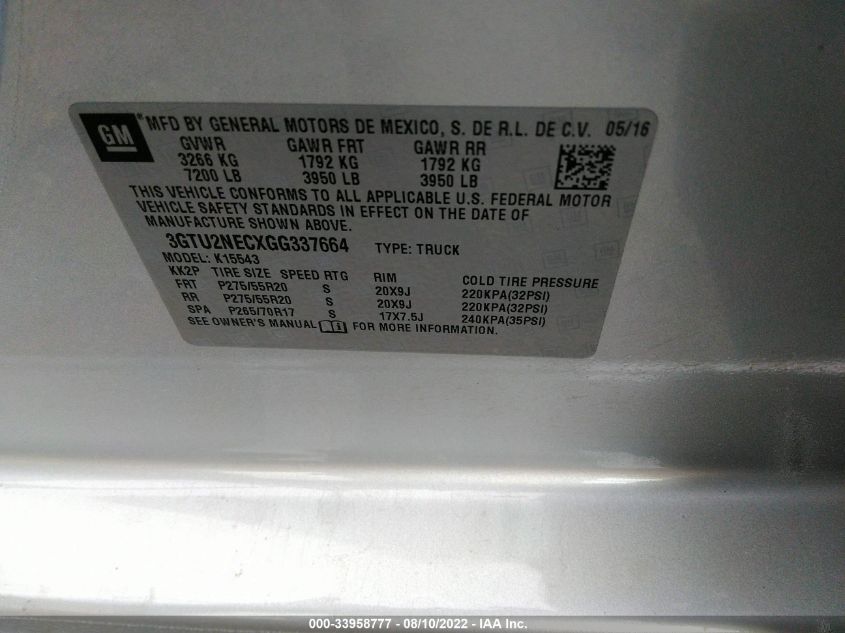 GM
® MFD BY GENERAL MOTORS DE MEXICO, S. DE R.L. DE C.V. 05/16
GVWR GAWR FRT GAWR RR
3266 KG 1792 KG 1792 KG
7200 LB 3950 LB 3950 LB
THIS VEHICLE CONFORMS TO ALL APPLICABLE U.S. FEDERAL MOTOR
VEHICLE SAFETY STANDARDS IN EFFECT ON THE DATE OF
MANUFACTURE SHOWN ABOVE.
3GTU2NECXGG337664 TYPE: TRUCK
MODEL: K15543
KK2P TIRE SIZE SPEED RTG RIM COLD TIRE PRESSURE
FRT P275/55R20 S 20X9J 220KPA(32PSI)
RR P275/55R20 S 20X9J 220KPA(32PSI)
SPA P265/70R17 S 17X7.5J 240KPA(35PSI)
SEE OWNER'S MANUAL FOR MORE INFORMATION.
000-33958777 - 08/10/2022 - IAA Inc.